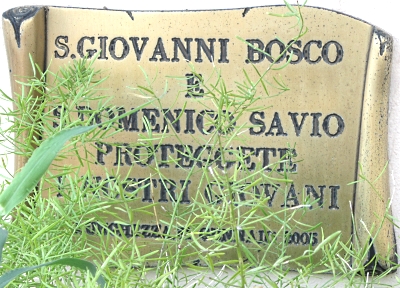 S.GIOVANNI BOSCO
E
S.DOMENICO SAVIO
PROTEGGETE
I NOSTRI GIOVANI
2005